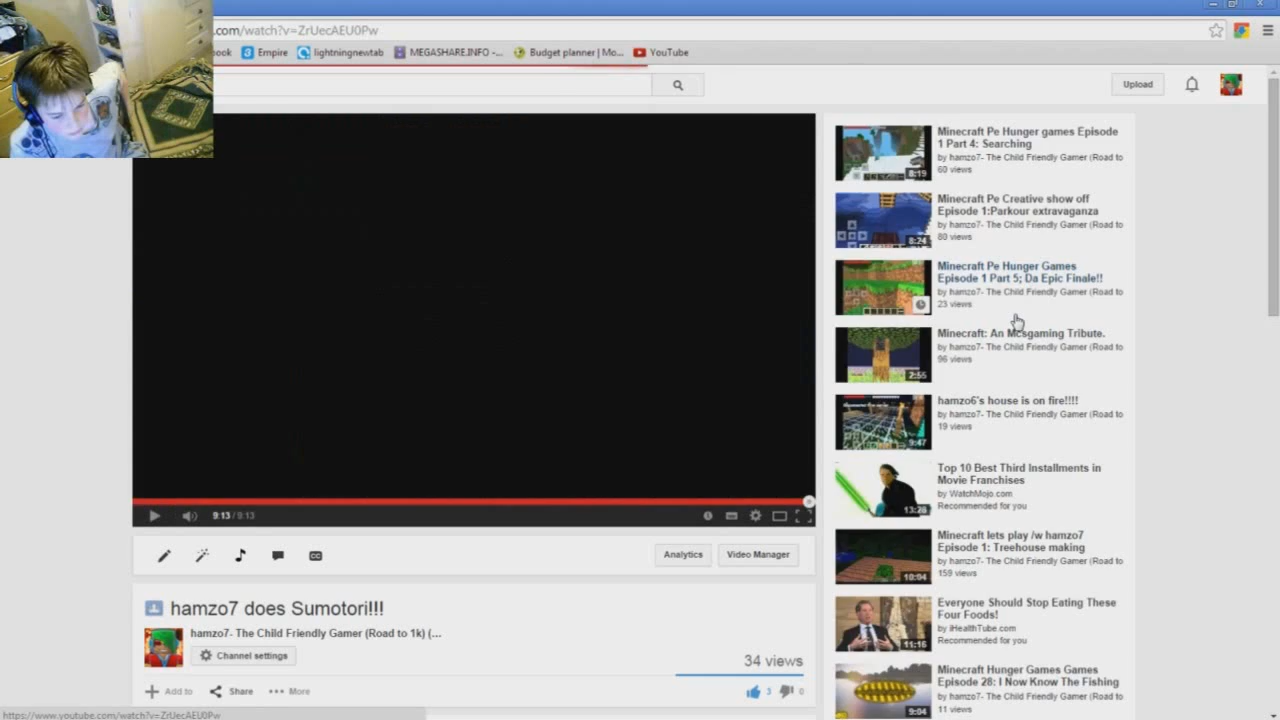 .com/watch?v=ZrUecAEU0Pw
ook Empire lightningnewtab MEGASHARE.INFO -... Budget planner | Mo... YouTube
Upload
Minecraft Pe Hunger games Episode
1 Part 4: Searching
by hamzo7- The Child Friendly Gamer (Road to
60 views
8:19
Minecraft Pe Creative show off
Episode 1:Parkour extravaganza
by hamzo7- The Child Friendly Gamer (Road to
80 views
8:24
Minecraft Pe Hunger Games
Episode 1 Part 5; Da Epic Finale!!
by hamzo7- The Child Friendly Gamer (Road to
23 views
Minecraft: An Mcsgaming Tribute.
by hamzo7- The Child Friendly Gamer (Road to
96 views
2:55
hamzo6's house is on fire!!!!
by hamzo7- The Child Friendly Gamer (Road to
19 views
9:47
Top 10 Best Third Installments in
Movie Franchises
by WatchMojo.com
Recommended for you
13:28
Minecraft lets play /w hamzo7
Episode 1: Treehouse making
by hamzo7- The Child Friendly Gamer (Road to
159 views
10:04
Everyone Should Stop Eating These
Four Foods!
by iHealthTube.com
Recommended for you
11:16
Minecraft Hunger Games Games
Episode 28: I Now Know The Fishing
by hamzo7- The Child Friendly Gamer (Road to
11 views
9:04
9:13 / 9:13
CC
Analytics
Video Manager
hamzo7 does Sumotori!!!
hamzo7- The Child Friendly Gamer (Road to 1k) (...
Channel settings
34 views
Add to Share More
3 0
https://www.youtube.com/watch?v=ZrUecAEU0Pw